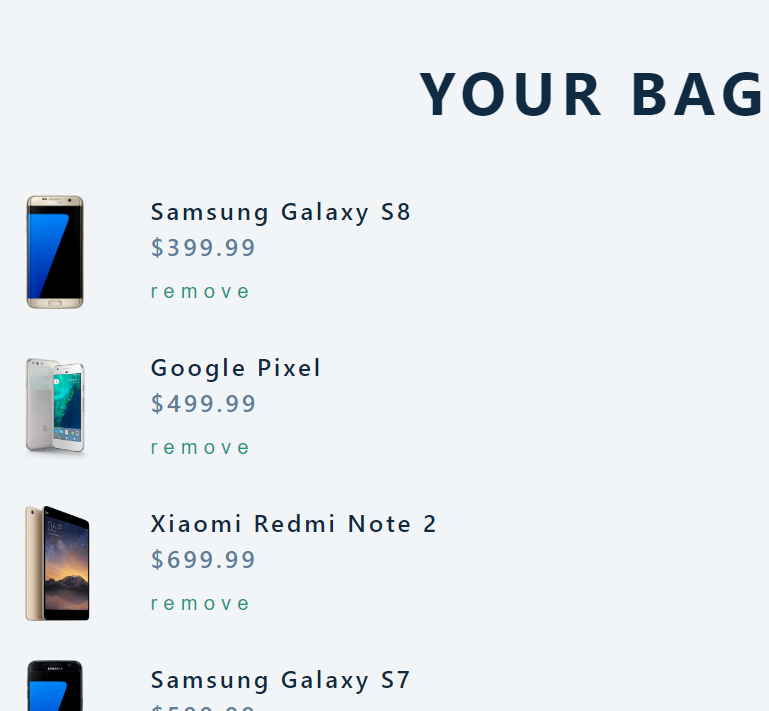 YOUR BAG
Samsung Galaxy S8
$399.99
remove
Google Pixel
$499.99
remove
Xiaomi Redmi Note 2
$699.99
remove
Samsung Galaxy S7